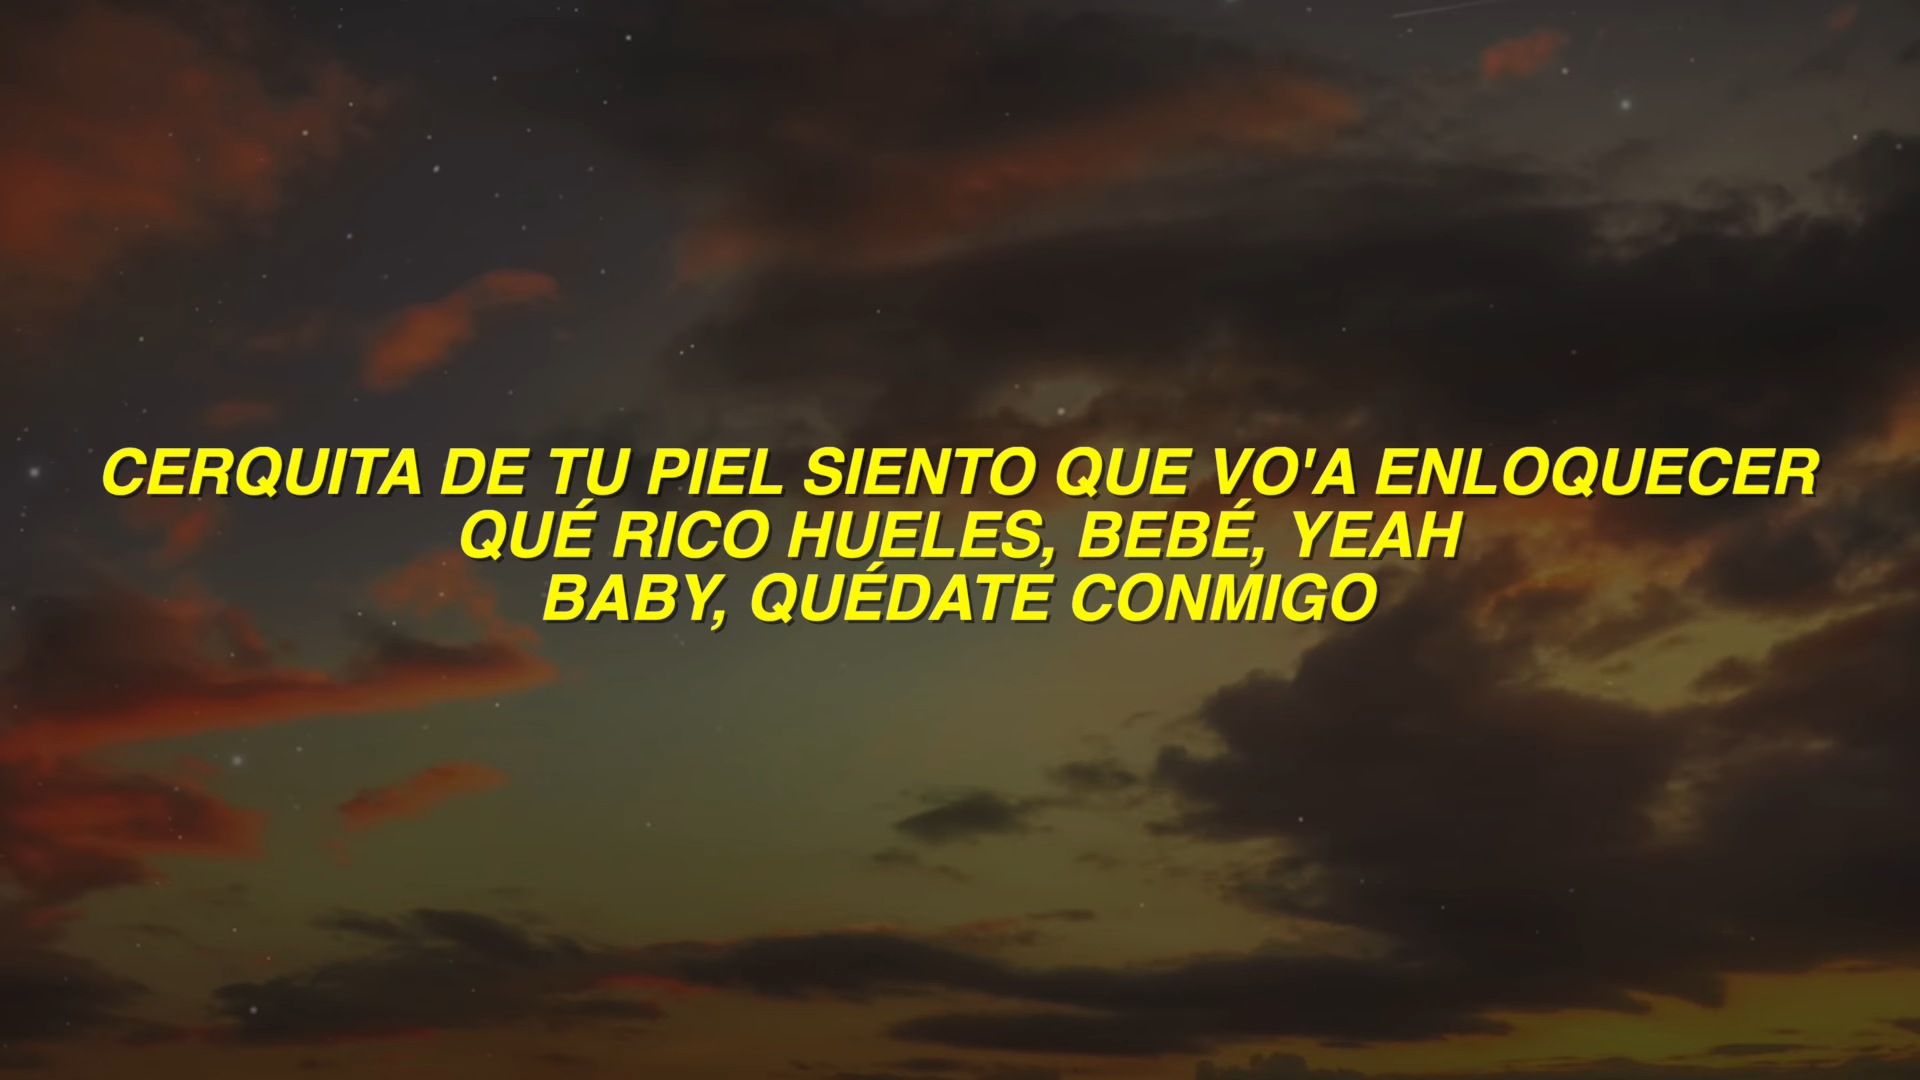 CERQUITA DE TU PIEL SIENTO QUE VO'A ENLOQUECER
QUÉ RICO HUELES, BEBÉ, YEAH
BABY, QUÉDATE CONMIGO